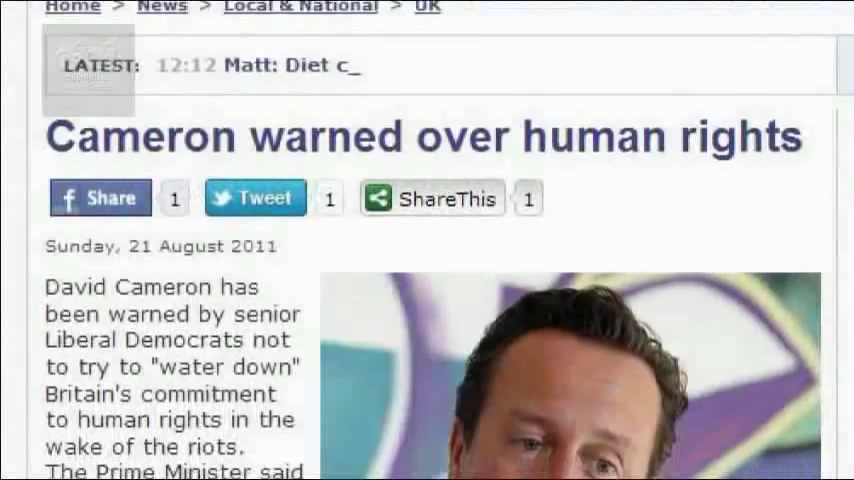 Home > News > Local & National > UK
LATEST: 12:12 Matt: Diet c_
Cameron warned over human rights
f Share 1 Tweet 1 ShareThis 1
Sunday, 21 August 2011
David Cameron has
been warned by senior
Liberal Democrats not
to try to "water down"
Britain's commitment
to human rights in the
wake of the riots.
The Prime Minister said